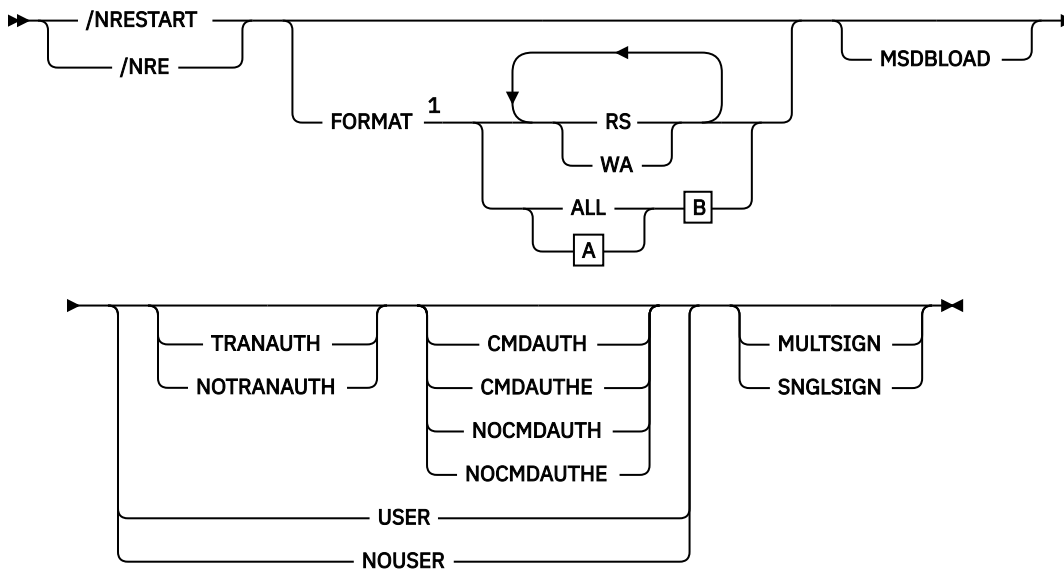 /NRESTART
/NRE
MSDBLOAD
FORMAT 1
RS
WA
ALL
B
A
TRANAUTH
NOTRANAUTH
CMDAUTH
CMDAUTHE
NOCMDAUTH
NOCMDAUTHE
MULTSIGN
SNGLSIGN
USER
NOUSER